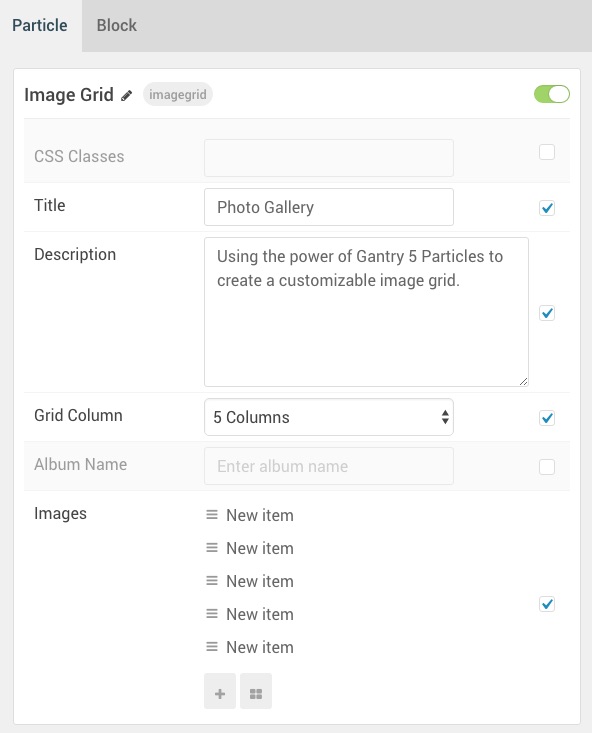 Particle Block
Image Grid imagegrid
CSS Classes
Title Photo Gallery
Description Using the power of Gantry 5 Particles to
create a customizable image grid.
Grid Column 5 Columns
Album Name Enter album name
Images New item
New item
New item
New item
New item